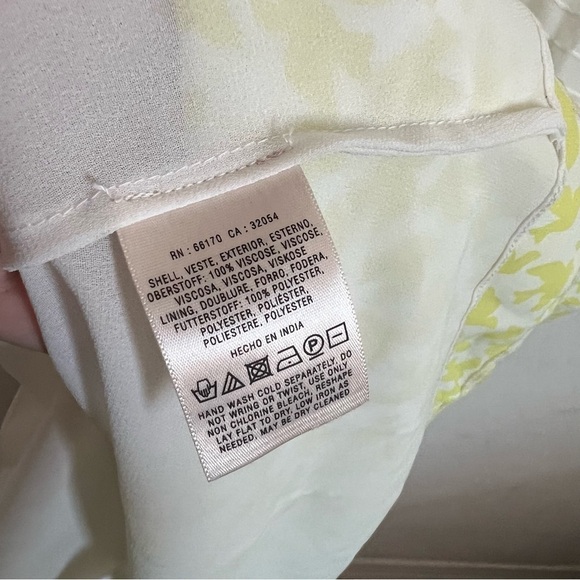 RN : 66170 CA : 32054
SHELL, VESTE, EXTERIOR, ESTERNO,
OBERSTOFF: 100% VISCOSE, VISCOSE,
VISCOSA, VISCOSA, VISKOSE
LINING, DOUBLURE, FORRO, FODERA,
FUTTERSTOFF: 100% POLYESTER,
POLYESTER, POLIÉSTER,
POLIESTERE, POLYESTER
HECHO EN INDIA
P
HAND WASH COLD SEPARATELY, DO
NOT WRING OR TWIST, USE ONLY
NON CHLORINE BLEACH, RESHAPE
LAY FLAT TO DRY, LOW IRON AS
NEEDED, MAY BE DRY CLEANED